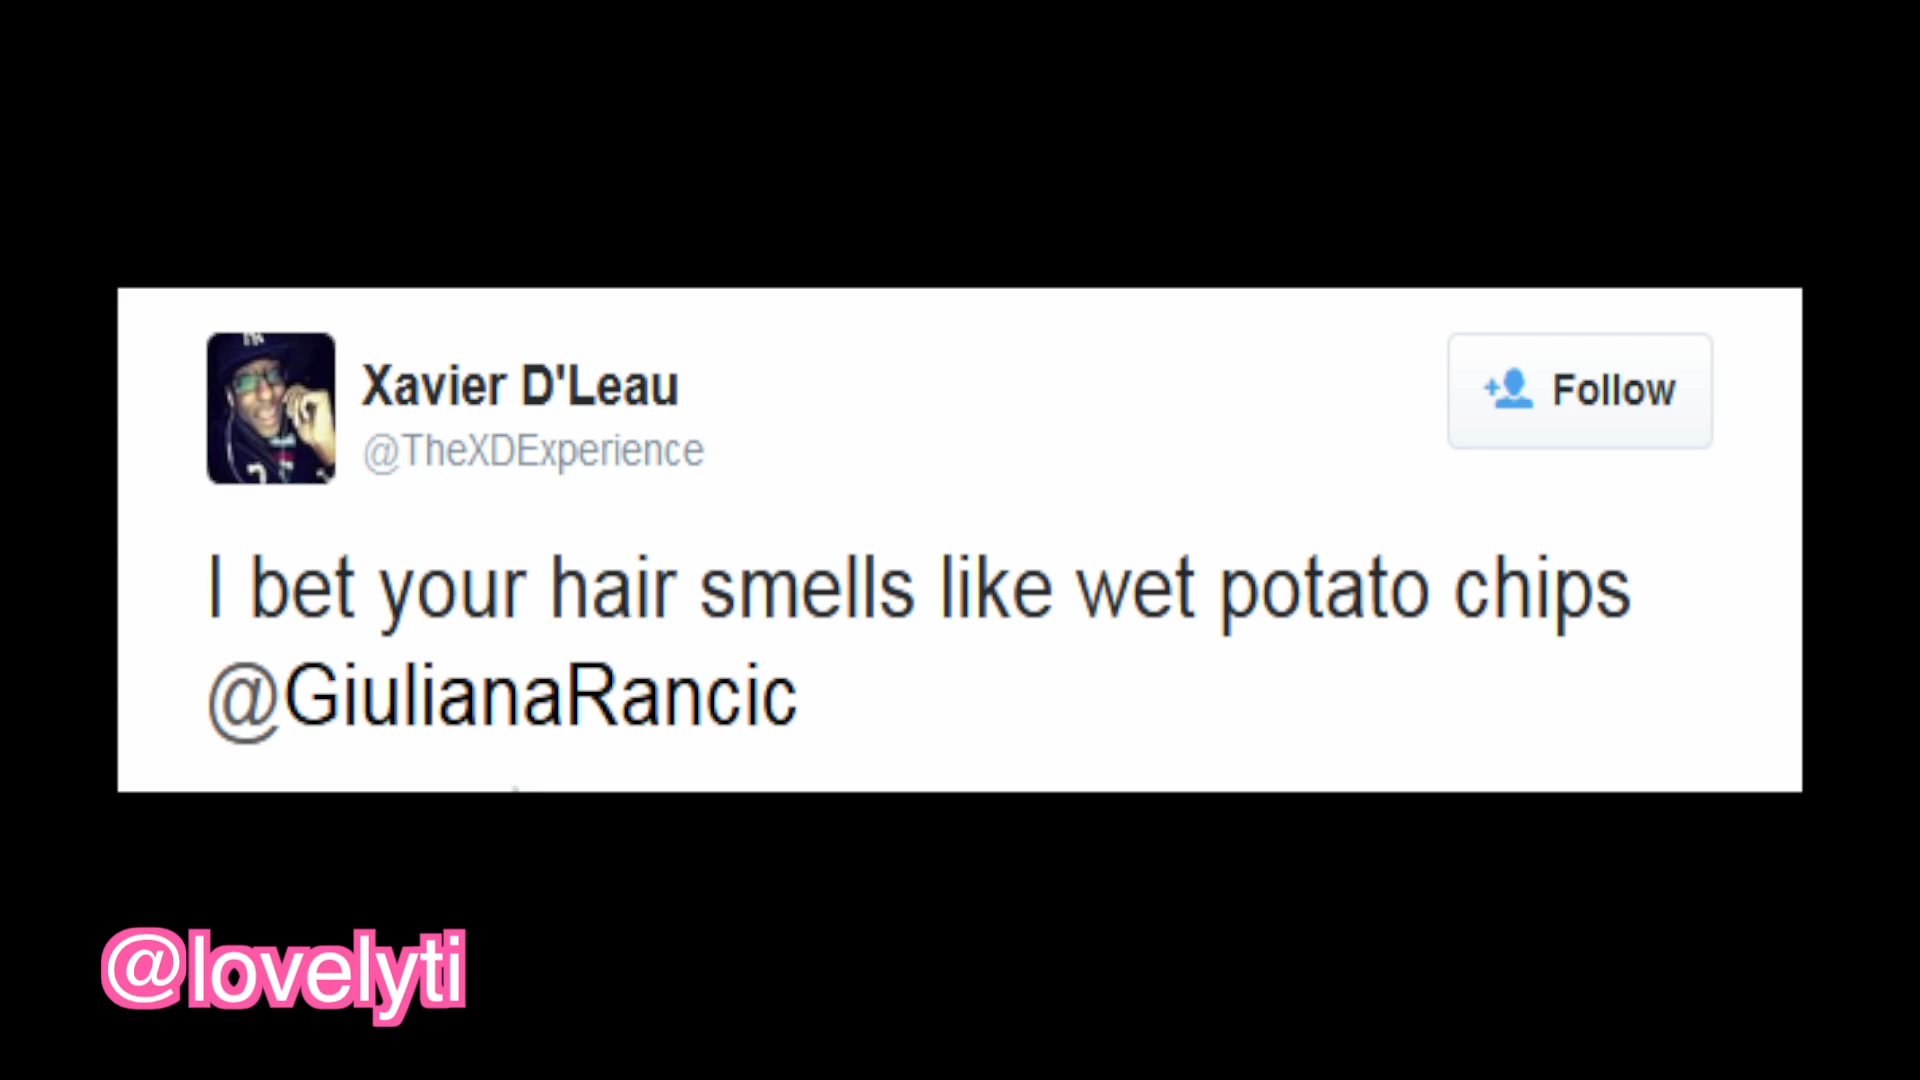 Xavier D'Leau
@TheXDExperience
Follow
I bet your hair smells like wet potato chips
@GiulianaRancic
@lovelyti